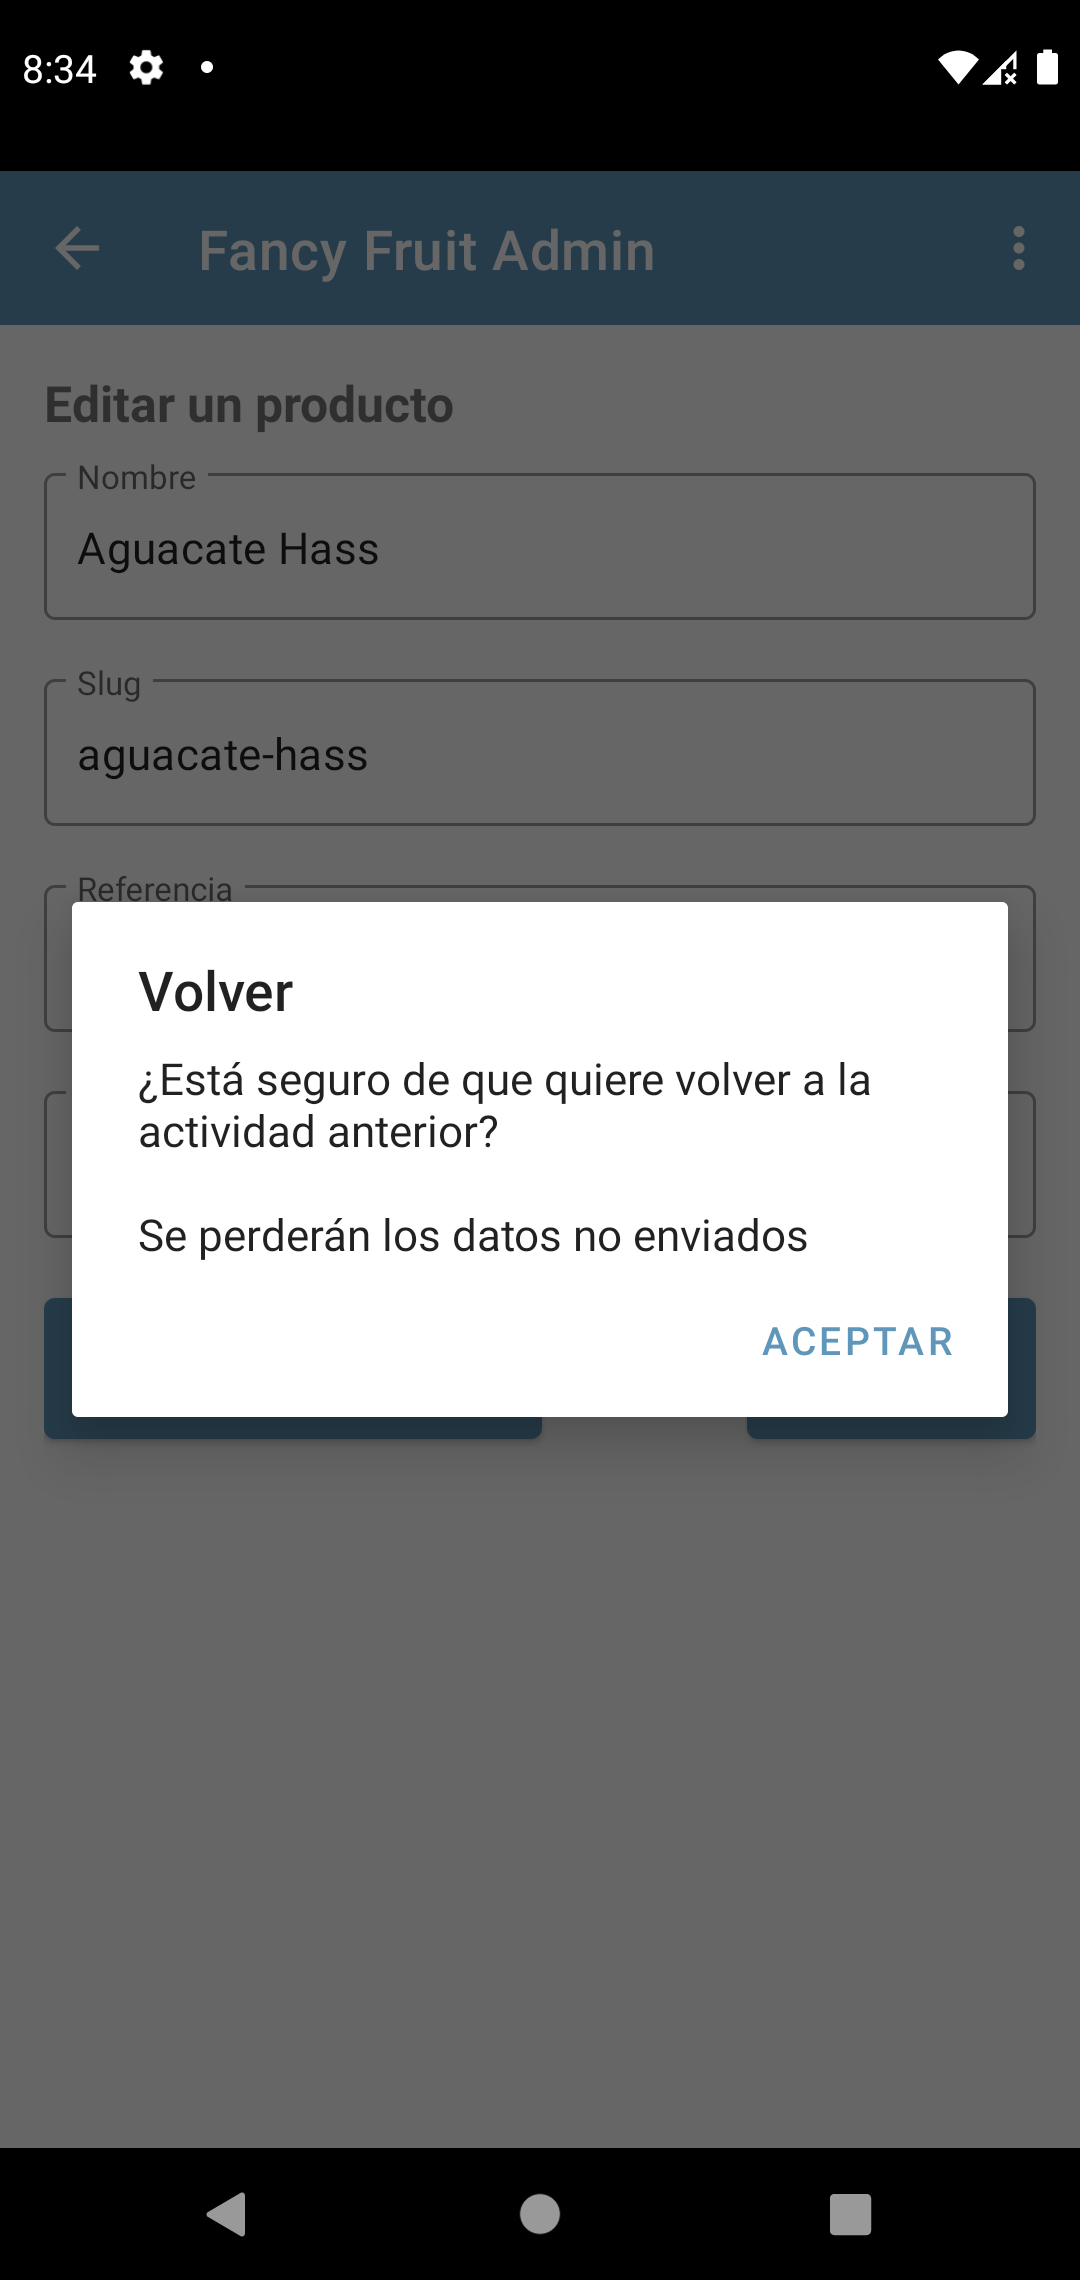 8:34
Fancy Fruit Admin
Editar un producto
Nombre
Aguacate Hass
Slug
aguacate-hass
Referencia
Volver
¿Está seguro de que quiere volver a la
actividad anterior?
Se perderán los datos no enviados
ACEPTAR